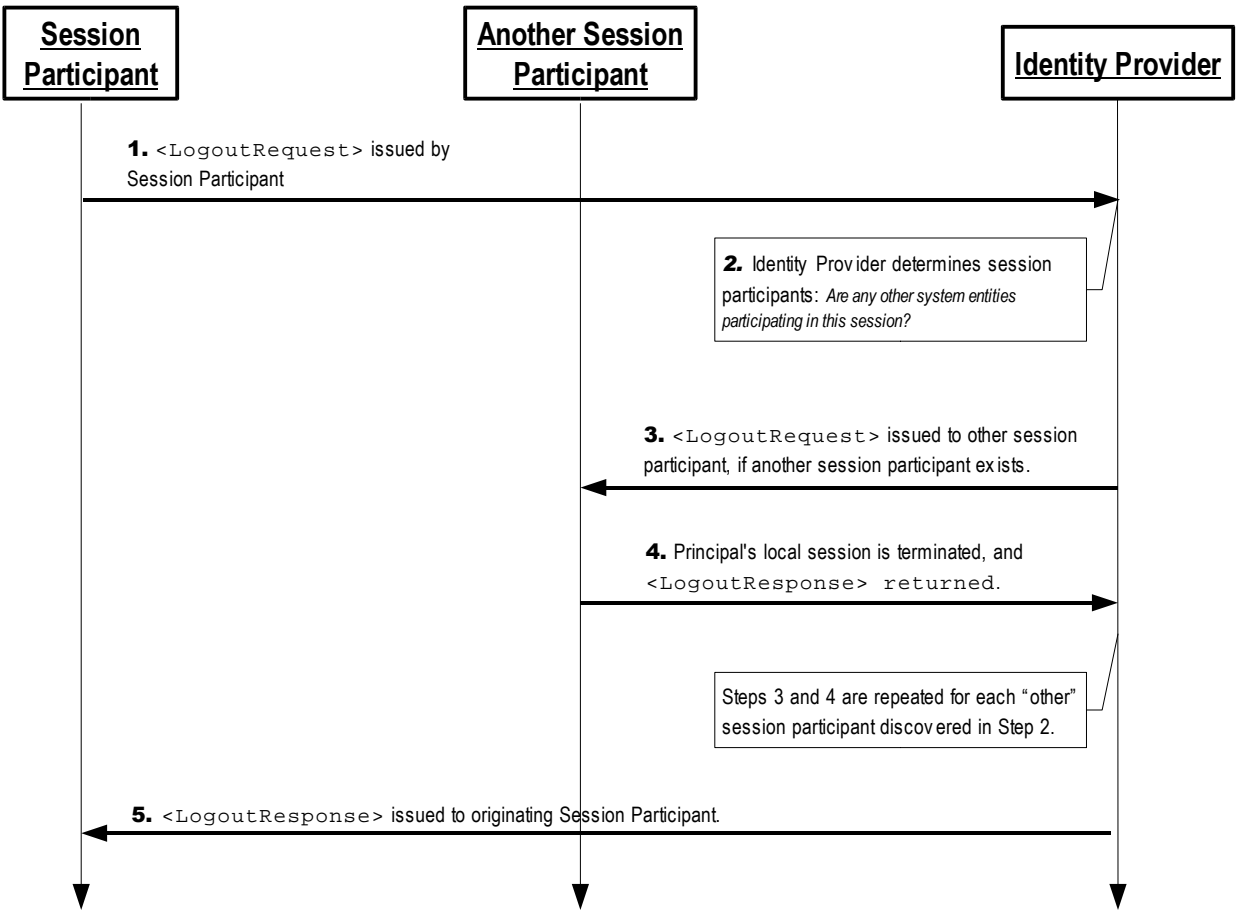 Session
Participant
Another Session
Participant
Identity Provider
1. <LogoutRequest> issued by
Session Participant
2. Identity Provider determines session
participants: Are any other system entities
participating in this session?
3. <LogoutRequest> issued to other session
participant, if another session participant exists.
4. Principal's local session is terminated, and
<LogoutResponse> returned.
Steps 3 and 4 are repeated for each “other”
session participant discovered in Step 2.
5. <LogoutResponse> issued to originating Session Participant.